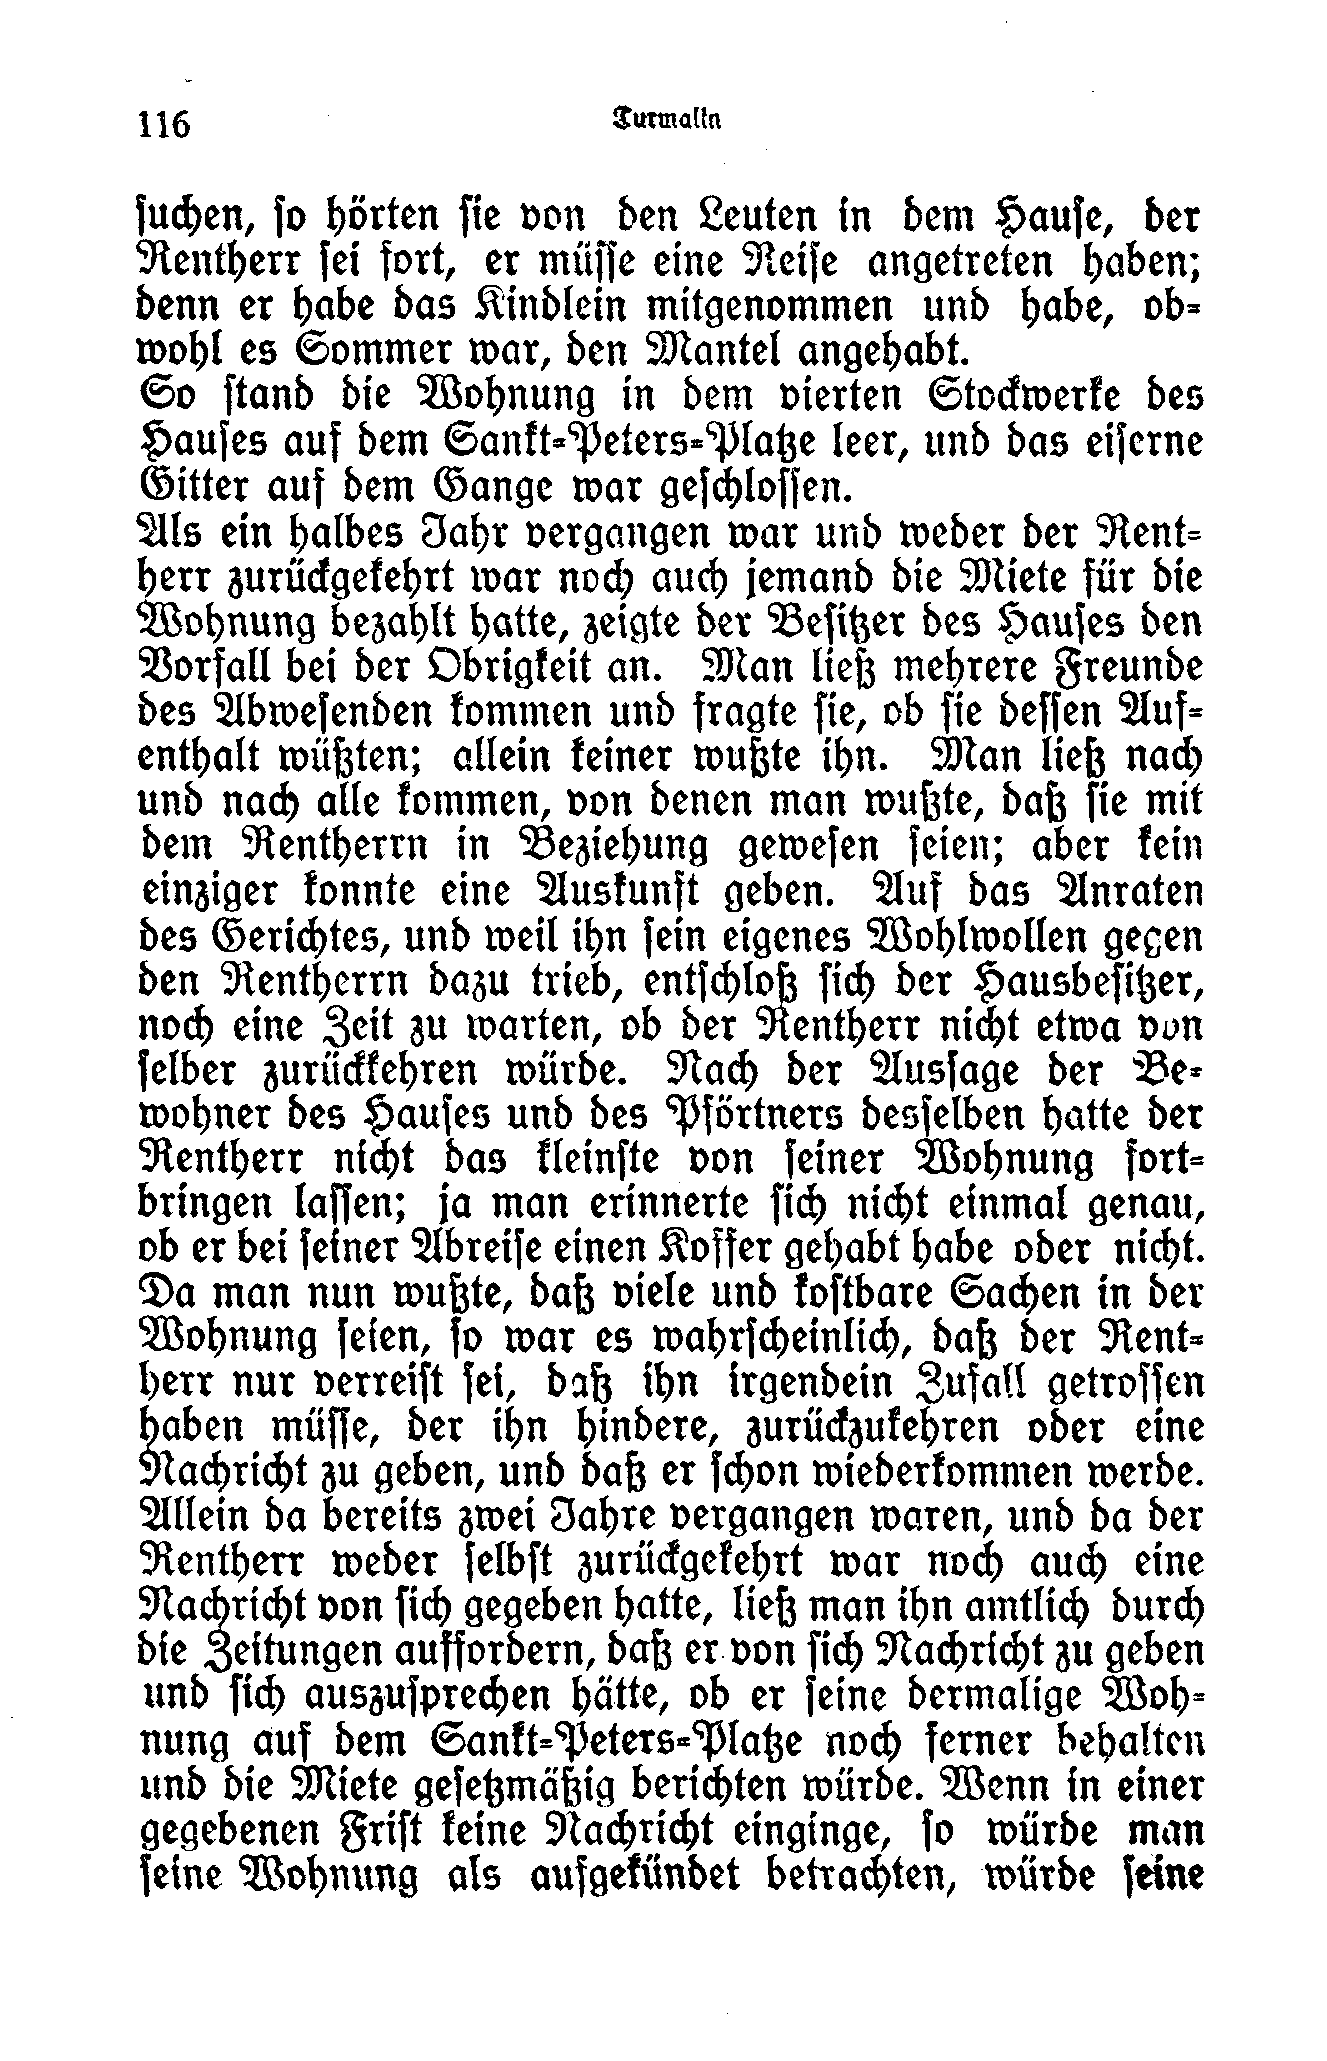 116 Turmalin
suchen, so hörten sie von den Leuten in dem Hause, der
Rentherr sei fort, er müsse eine Reise angetreten haben;
denn er habe das Kindlein mitgenommen und habe, ob-
wohl es Sommer war, den Mantel angehabt.
So stand die Wohnung in dem vierten Stockwerke des
Hauses auf dem Sankt-Peters-Platze leer, und das eiserne
Gitter auf dem Gange war geschlossen.
Als ein halbes Jahr vergangen war und weder der Rent-
herr zurückgekehrt war noch auch jemand die Miete für die
Wohnung bezahlt hatte, zeigte der Besitzer des Hauses den
Vorfall bei der Obrigkeit an. Man ließ mehrere Freunde
des Abwesenden kommen und fragte sie, ob sie dessen Auf-
enthalt wüßten; allein keiner wußte ihn. Man ließ nach
und nach alle kommen, von denen man wußte, daß sie mit
dem Rentherrn in Beziehung gewesen seien; aber kein
einziger konnte eine Auskunft geben. Auf das Anraten
des Gerichtes, und weil ihn sein eigenes Wohlwollen gegen
den Rentherrn dazu trieb, entschloß sich der Hausbesitzer,
noch eine Zeit zu warten, ob der Rentherr nicht etwa von
selber zurückkehren würde. Nach der Aussage der Be-
wohner des Hauses und des Pförtners desselben hatte der
Rentherr nicht das kleinste von seiner Wohnung fort-
bringen lassen; ja man erinnerte sich nicht einmal genau,
ob er bei seiner Abreise einen Koffer gehabt habe oder nicht.
Da man nun wußte, daß viele und kostbare Sachen in der
Wohnung seien, so war es wahrscheinlich, daß der Rent-
herr nur verreist sei, daß ihn irgendein Zufall getroffen
haben müsse, der ihn hindere, zurückzukehren oder eine
Nachricht zu geben, und daß er schon wiederkommen werde.
Allein da bereits zwei Jahre vergangen waren, und da der
Rentherr weder selbst zurückgekehrt war noch auch eine
Nachricht von sich gegeben hatte, ließ man ihn amtlich durch
die Zeitungen auffordern, daß er von sich Nachricht zu geben
und sich auszusprechen hätte, ob er seine dermalige Woh-
nung auf dem Sankt-Peters-Platze noch ferner behalten
und die Miete gesetzmäßig berichten würde. Wenn in einer
gegebenen Frist keine Nachricht einginge, so würde man
seine Wohnung als aufgekündet betrachten, würde seine